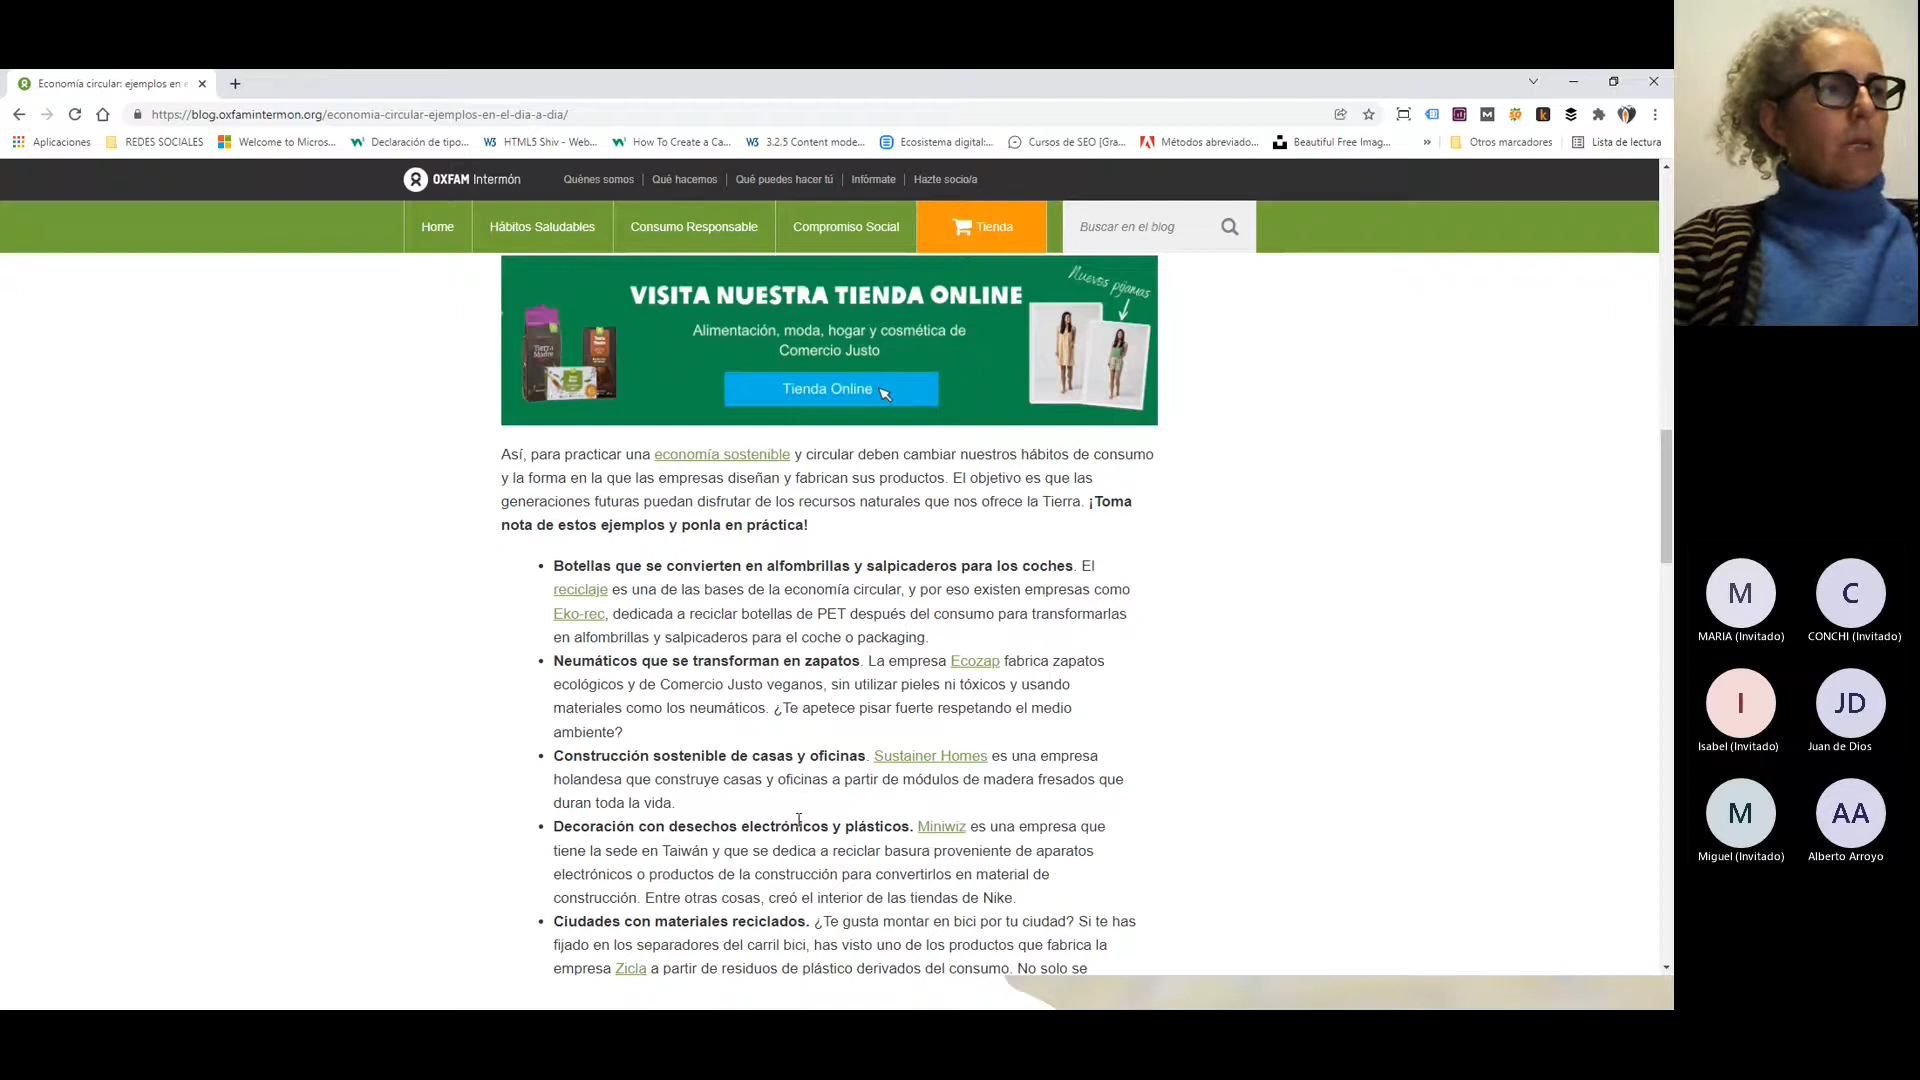 Economía circular: ejemplos en e
https://blog.oxfamintermon.org/economia-circular-ejemplos-en-el-dia-a-dia/
Aplicaciones
REDES SOCIALES
Welcome to Micros...
Declaración de tipo...
HTML5 Shiv - Web...
How To Create a Ca...
3.2.5 Content mode...
Ecosistema digital:...
Cursos de SEO [Gra...
Métodos abreviado...
Beautiful Free Imag...
»
Otros marcadores
Lista de lectura
OXFAM Intermón
Quénes somos
Qué hacemos
Qué puedes hacer tú
Infórmate
Hazte socio/a
Home
Hábitos Saludables
Consumo Responsable
Compromiso Social
Tienda
Buscar en el blog
VISITA NUESTRA TIENDA ONLINE
Nuevos pijamas
Alimentación, moda, hogar y cosmética de
Comercio Justo
Tienda Online
Tierra Madre
Así, para practicar una economía sostenible y circular deben cambiar nuestros hábitos de consumo
y la forma en la que las empresas diseñan y fabrican sus productos. El objetivo es que las
generaciones futuras puedan disfrutar de los recursos naturales que nos ofrece la Tierra. ¡Toma
nota de estos ejemplos y ponla en práctica!
• Botellas que se convierten en alfombrillas y salpicaderos para los coches. El
reciclaje es una de las bases de la economía circular, y por eso existen empresas como
Eko-rec, dedicada a reciclar botellas de PET después del consumo para transformarlas
en alfombrillas y salpicaderos para el coche o packaging.
• Neumáticos que se transforman en zapatos. La empresa Ecozap fabrica zapatos
ecológicos y de Comercio Justo veganos, sin utilizar pieles ni tóxicos y usando
materiales como los neumáticos. ¿Te apetece pisar fuerte respetando el medio
ambiente?
• Construcción sostenible de casas y oficinas. Sustainer Homes es una empresa
holandesa que construye casas y oficinas a partir de módulos de madera fresados que
duran toda la vida.
• Decoración con desechos electrónicos y plásticos. Miniwiz es una empresa que
tiene la sede en Taiwán y que se dedica a reciclar basura proveniente de aparatos
electrónicos o productos de la construcción para convertirlos en material de
construcción. Entre otras cosas, creó el interior de las tiendas de Nike.
• Ciudades con materiales reciclados. ¿Te gusta montar en bici por tu ciudad? Si te has
fijado en los separadores del carril bici, has visto uno de los productos que fabrica la
empresa Zicla a partir de residuos de plástico derivados del consumo. No solo se
M
C
MARIA (Invitado)
CONCHI (Invitado)
I
JD
Isabel (Invitado)
Juan de Dios
M
AA
Miguel (Invitado)
Alberto Arroyo